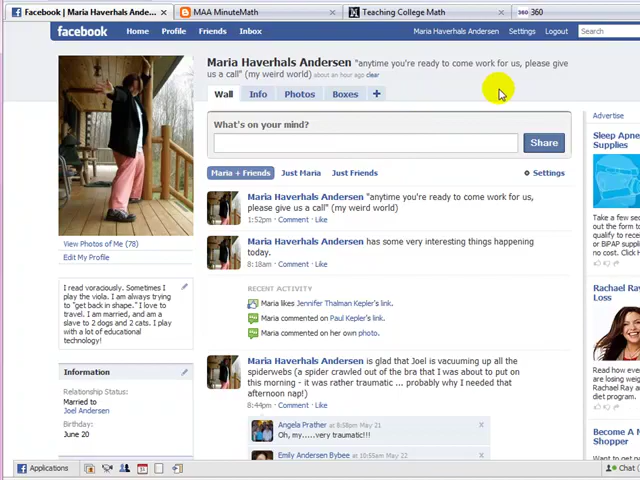 Facebook | Maria Haverhals Ande...
MAA MinuteMath
Teaching College Math
360 360
facebook Home Profile Friends Inbox Maria Haverhals Andersen Settings Logout Search
Maria Haverhals Andersen "anytime you're ready to come work for us, please give
us a call" (my weird world) about an hour ago clear
Wall Info Photos Boxes +
What's on your mind?
Share
Maria + Friends Just Maria Just Friends Settings
Maria Haverhals Andersen "anytime you're ready to come work for us,
please give us a call" (my weird world)
1:52pm · Comment · Like
Maria Haverhals Andersen has some very interesting things happening
today.
8:18am · Comment · Like
RECENT ACTIVITY
Maria likes Jennifer Thalman Kepler's link.
Maria commented on Paul Kepler's link.
Maria commented on her own photo.
Maria Haverhals Andersen is glad that Joel is vacuuming up all the
spiderwebs (a spider crawled out of the bra that I was about to put on
this morning - it was rather traumatic ... probably why I needed that
afternoon nap!)
8:44pm · Comment · Like
Angela Prather at 8:58pm May 21
Oh, my.....very traumatic!!!
Emily Andersen Bybee at 10:55am May 22
View Photos of Me (78)
Edit My Profile
I read voraciously. Sometimes I
play the viola. I am always trying
to "get back in shape." I love to
travel. I am married, and am a
slave to 2 dogs and 2 cats. I play
with a lot of educational
technology!
Information
Relationship Status:
Married to
Joel Andersen
Birthday:
June 20
Advertise
Sleep Apne
Supplies
Take a few sec
qualify to rece
or BiPAP suppli
no cost to
Rachael Ray
Loss
Read how ever
are losing weig
diet program.
Become A M
Shopper
Want to get
Applications
Chat